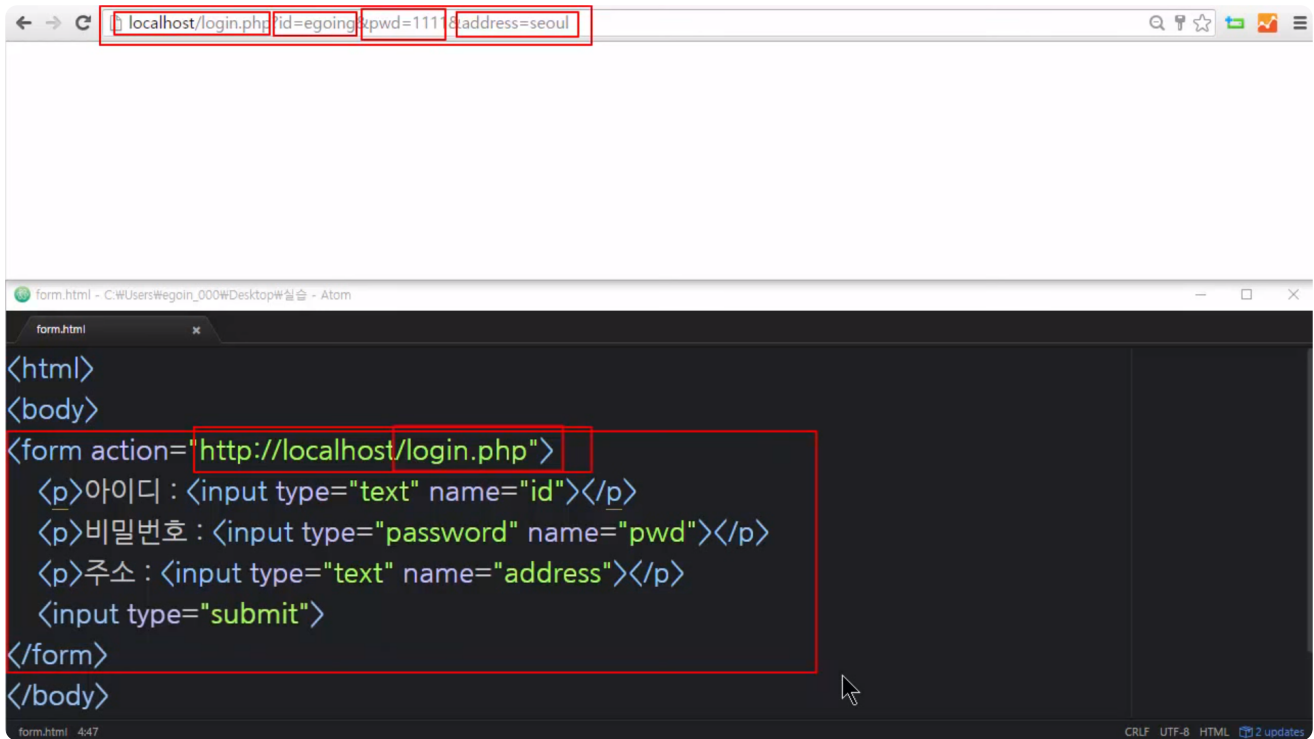 localhost/login.php?id=egoing&pwd=1111&address=seoul
form.html - C:₩Users₩egoin_000₩Desktop₩실습 - Atom
form.html
<html>
<body>
<form action="http://localhost/login.php">
<p>아이디 : <input type="text" name="id"></p>
<p>비밀번호 : <input type="password" name="pwd"></p>
<p>주소 : <input type="text" name="address"></p>
<input type="submit">
</form>
</body>
form.html 4:47 CRLF UTF-8 HTML 2 updates